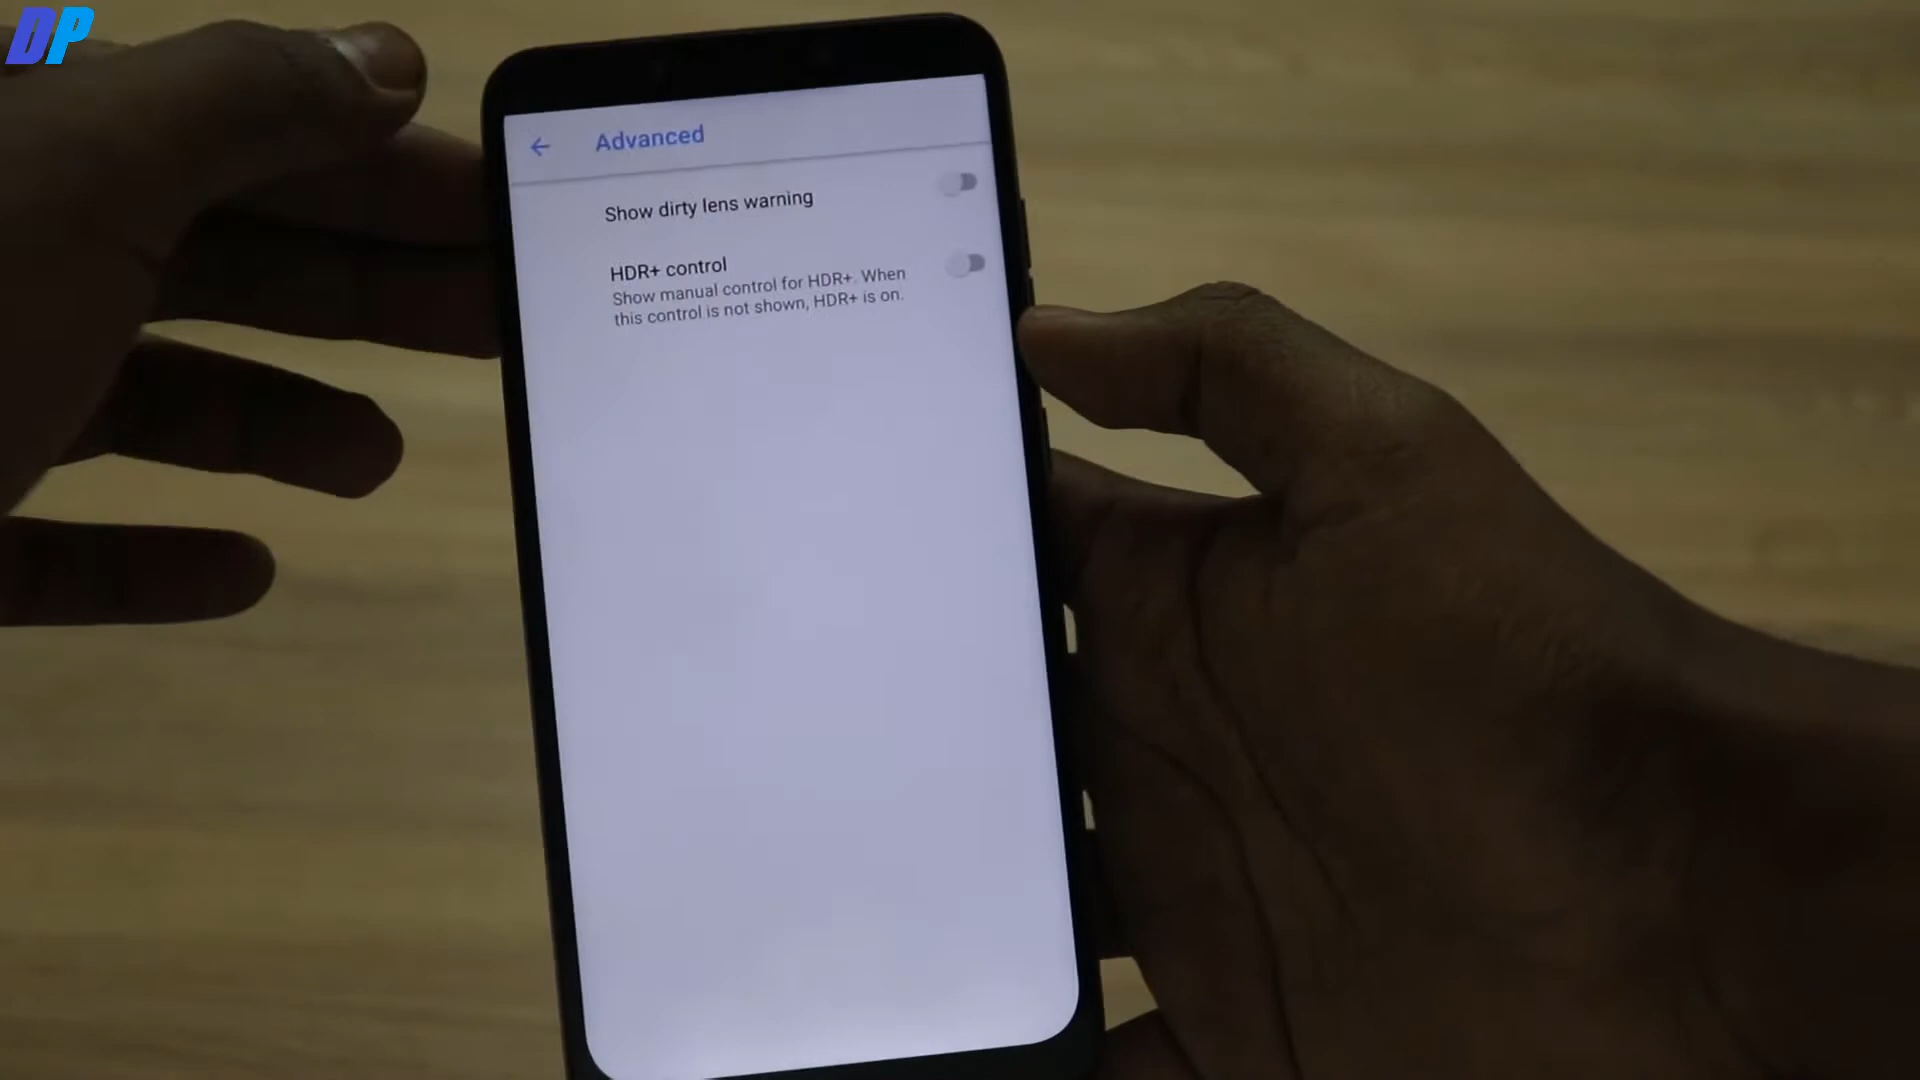 DP
Advanced
Show dirty lens warning
HDR+ control
Show manual control for HDR+. When
this control is not shown, HDR+ is on.